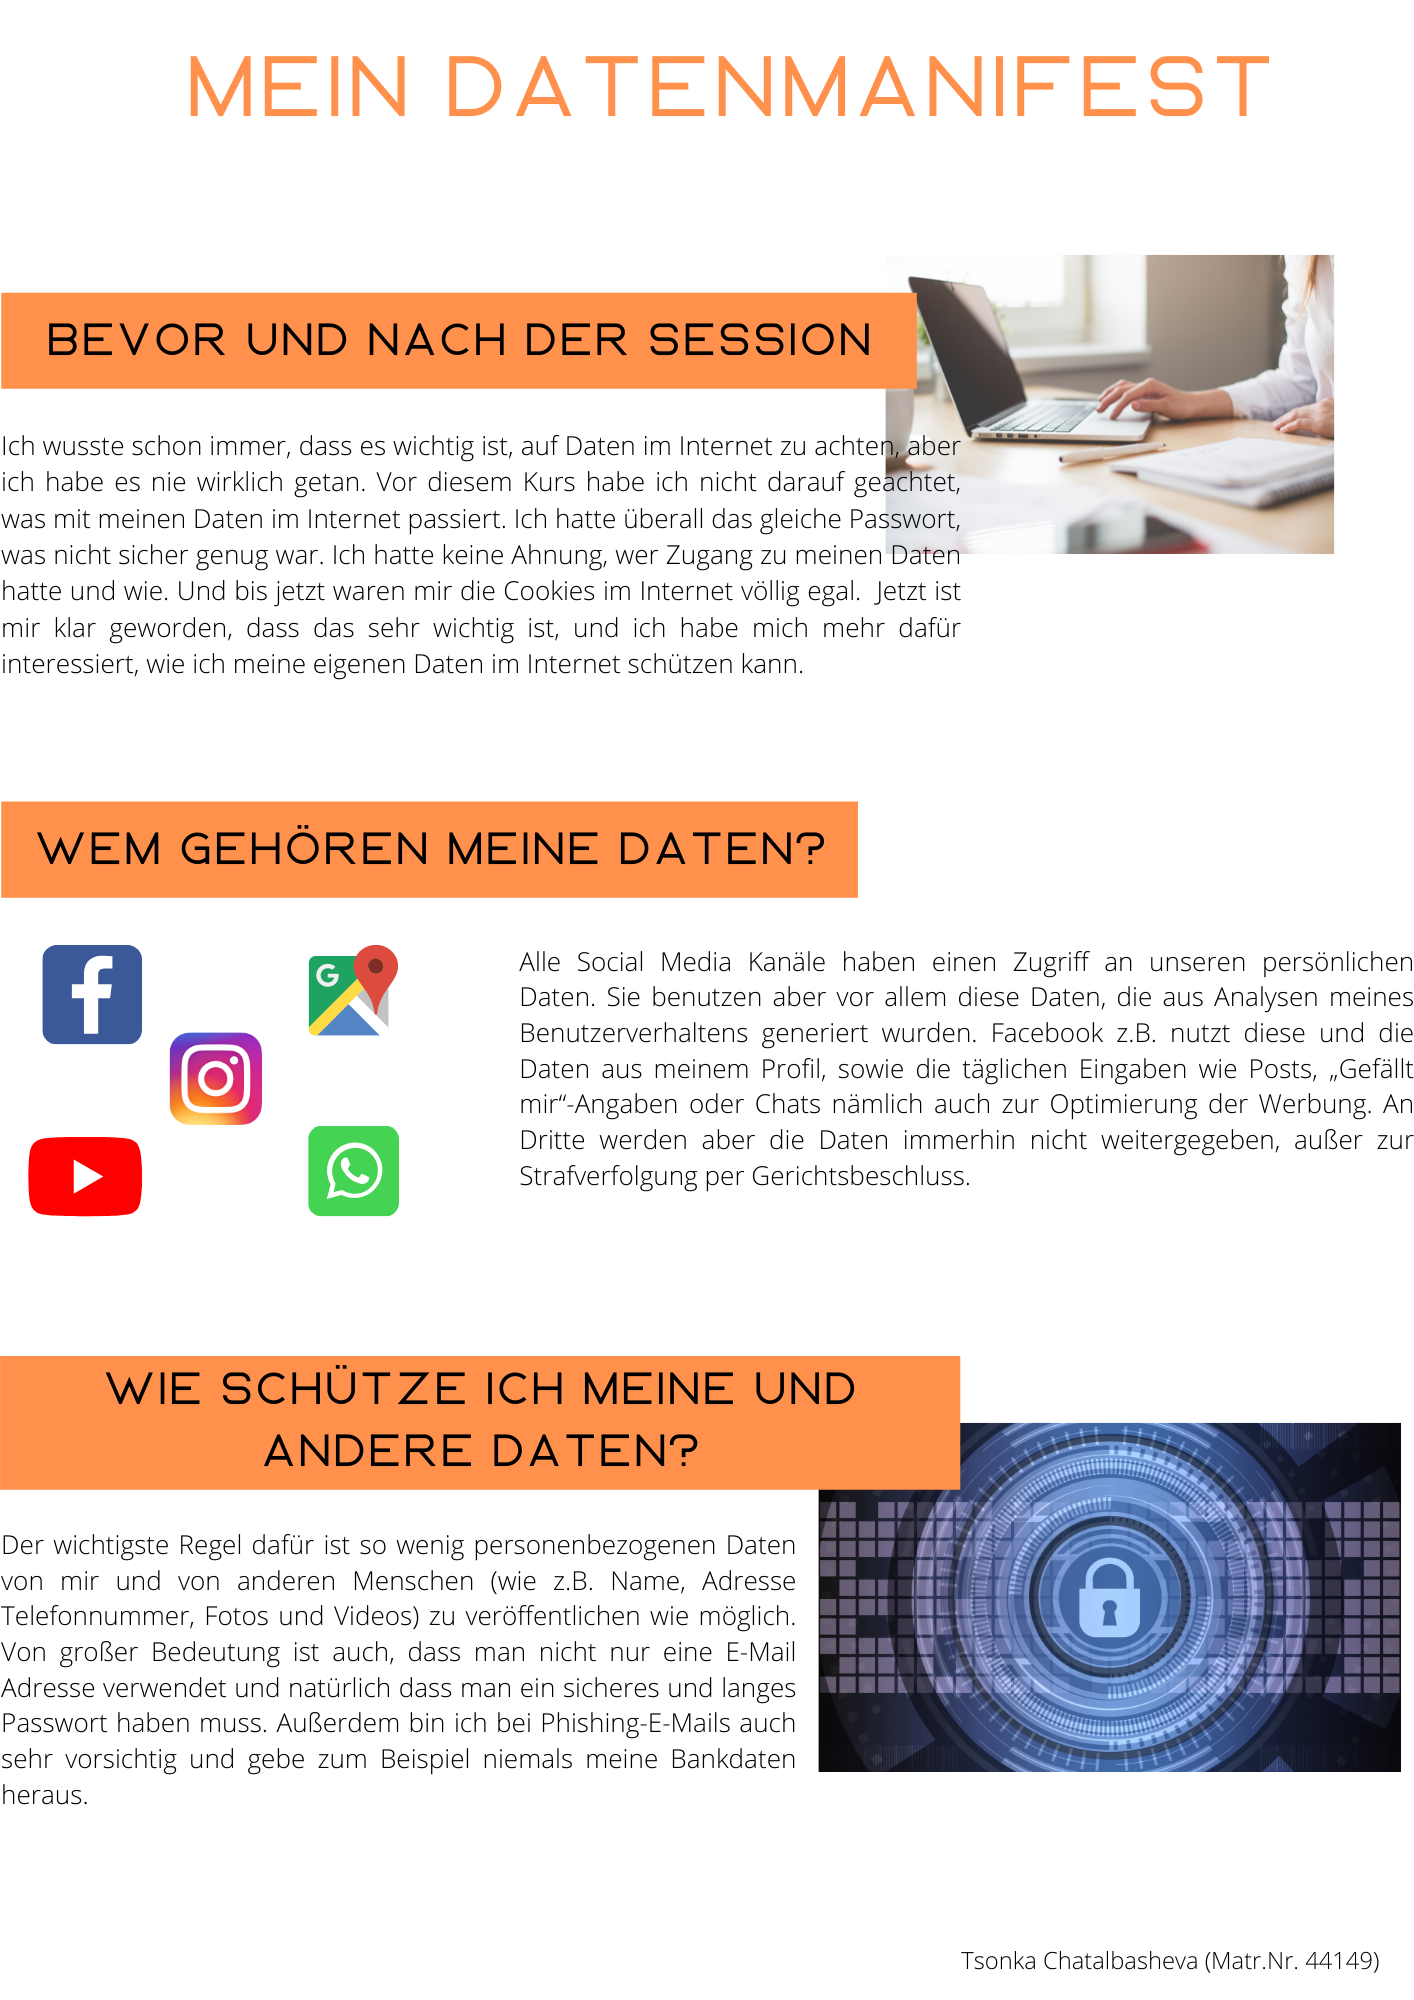 MEIN DATENMANIFEST
BEVOR UND NACH DER SESSION
Ich wusste schon immer, dass es wichtig ist, auf Daten im Internet zu achten, aber
ich habe es nie wirklich getan. Vor diesem Kurs habe ich nicht darauf geachtet,
was mit meinen Daten im Internet passiert. Ich hatte überall das gleiche Passwort,
was nicht sicher genug war. Ich hatte keine Ahnung, wer Zugang zu meinen Daten
hatte und wie. Und bis jetzt waren mir die Cookies im Internet völlig egal. Jetzt ist
mir klar geworden, dass das sehr wichtig ist, und ich habe mich mehr dafür
interessiert, wie ich meine eigenen Daten im Internet schützen kann.
WEM GEHÖREN MEINE DATEN?
G
Alle Social Media Kanäle haben einen Zugriff an unseren persönlichen
Daten. Sie benutzen aber vor allem diese Daten, die aus Analysen meines
Benutzerverhaltens generiert wurden. Facebook z.B. nutzt diese und die
Daten aus meinem Profil, sowie die täglichen Eingaben wie Posts, „Gefällt
mir“-Angaben oder Chats nämlich auch zur Optimierung der Werbung. An
Dritte werden aber die Daten immerhin nicht weitergegeben, außer zur
Strafverfolgung per Gerichtsbeschluss.
WIE SCHÜTZE ICH MEINE UND
ANDERE DATEN?
Der wichtigste Regel dafür ist so wenig personenbezogenen Daten
von mir und von anderen Menschen (wie z.B. Name, Adresse
Telefonnummer, Fotos und Videos) zu veröffentlichen wie möglich.
Von großer Bedeutung ist auch, dass man nicht nur eine E-Mail
Adresse verwendet und natürlich dass man ein sicheres und langes
Passwort haben muss. Außerdem bin ich bei Phishing-E-Mails auch
sehr vorsichtig und gebe zum Beispiel niemals meine Bankdaten
heraus.
Tsonka Chatalbasheva (Matr.Nr. 44149)